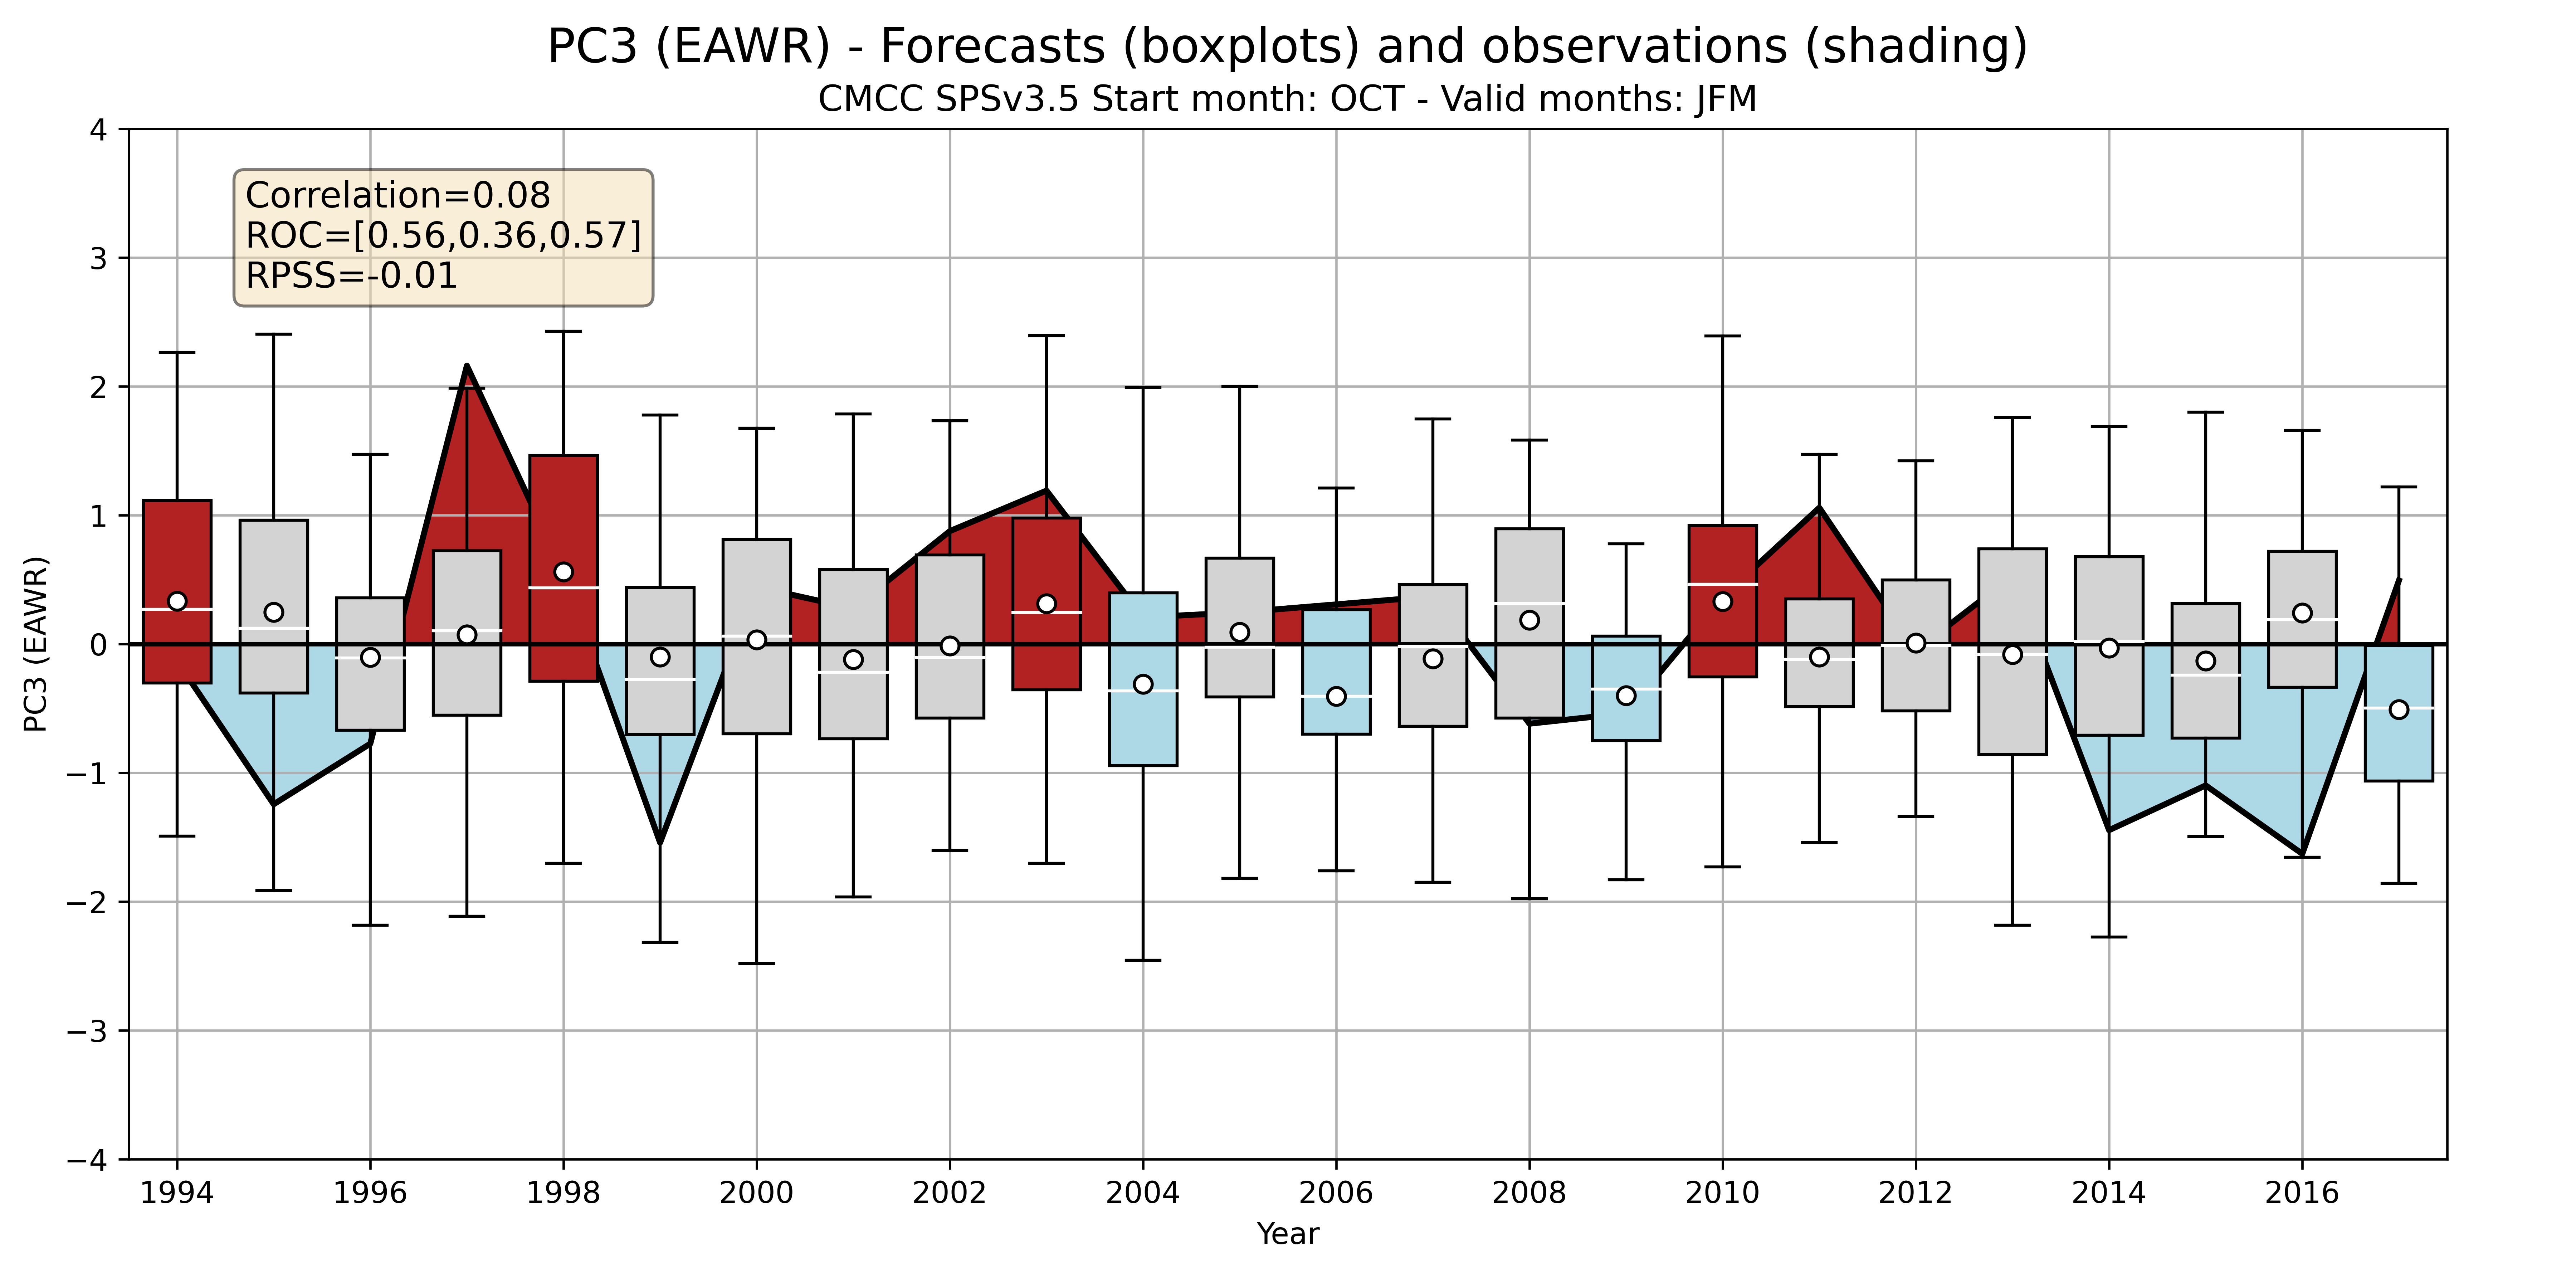 PC3 (EAWR) - Forecasts (boxplots) and observations (shading)
CMCC SPSv3.5 Start month: OCT - Valid months: JFM
Correlation=0.08
ROC=[0.56,0.36,0.57]
RPSS=-0.01
PC3 (EAWR)
4
3
2
1
0
−1
−2
−3
−4
1994 1996 1998 2000 2002 2004 2006 2008 2010 2012 2014 2016
Year